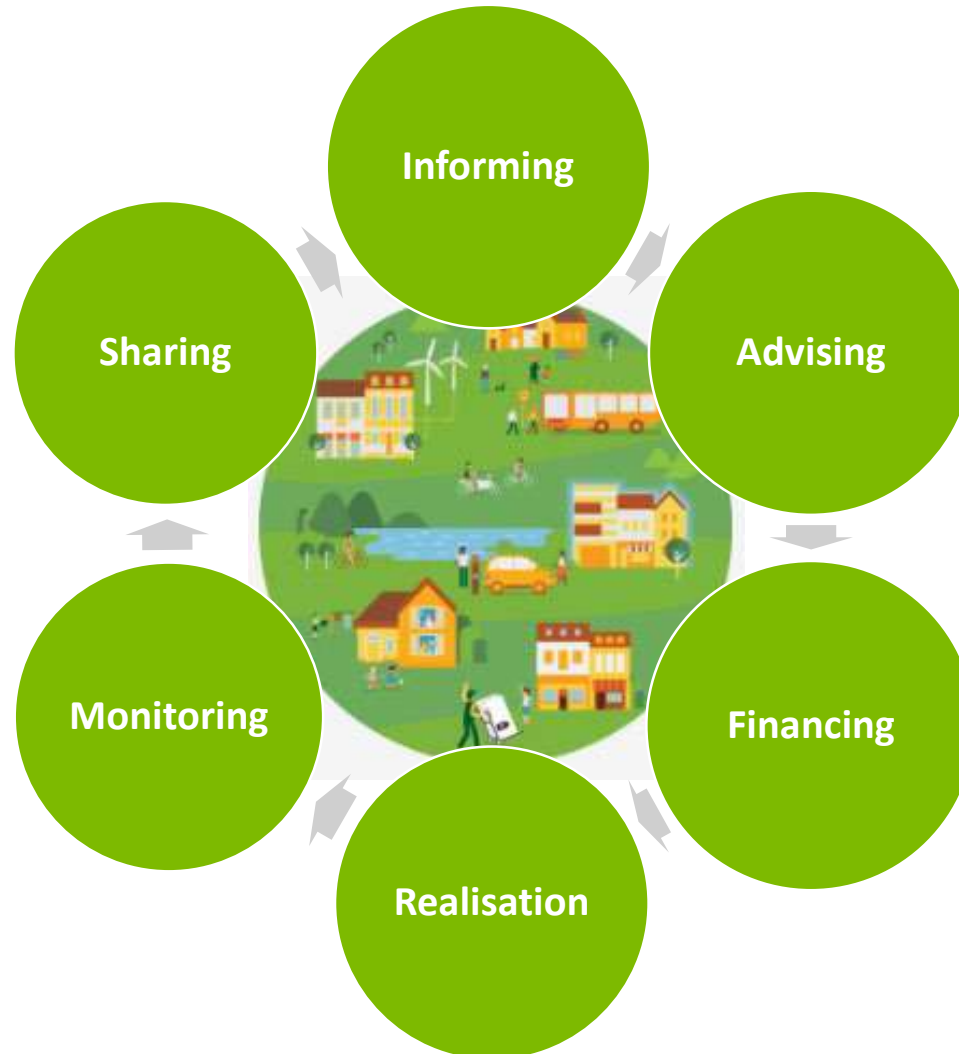 Informing
Advising
Financing
Realisation
Monitoring
Sharing